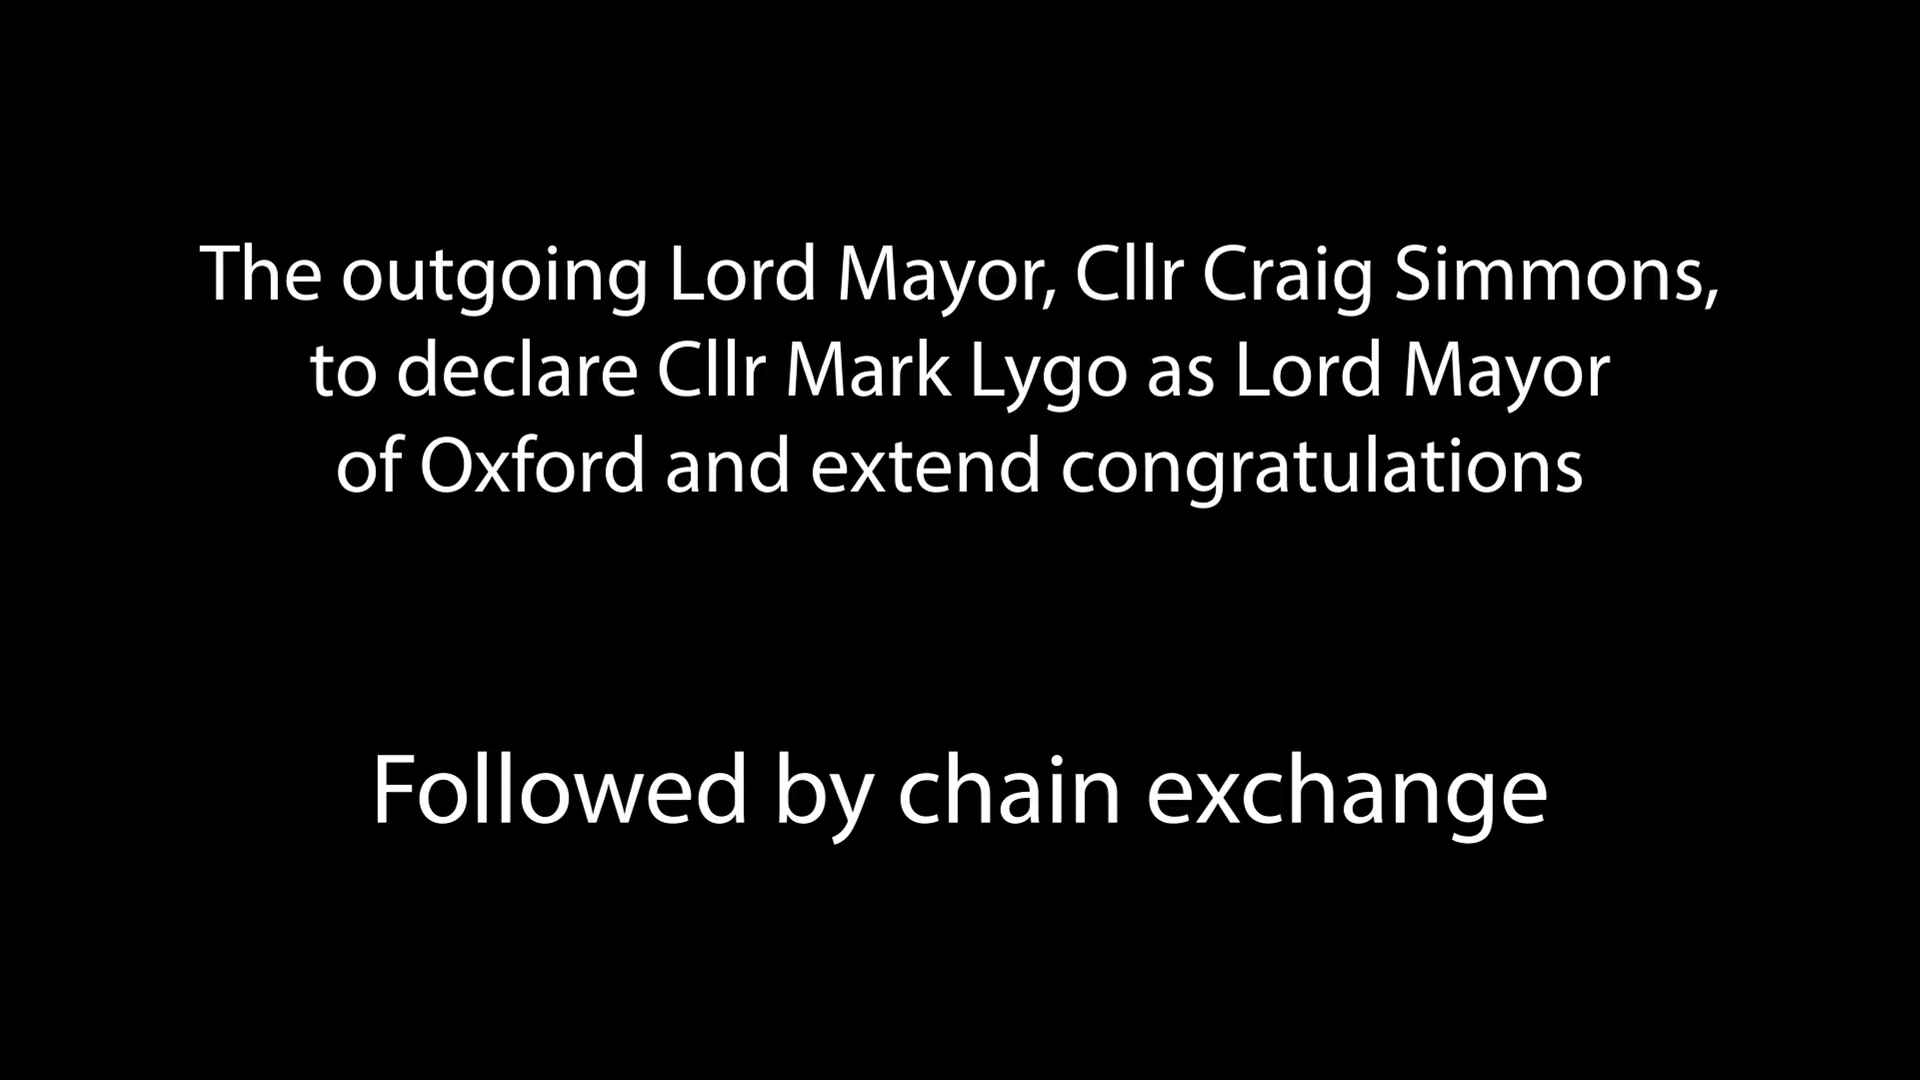 The outgoing Lord Mayor, Cllr Craig Simmons,
to declare Cllr Mark Lygo as Lord Mayor
of Oxford and extend congratulations
Followed by chain exchange